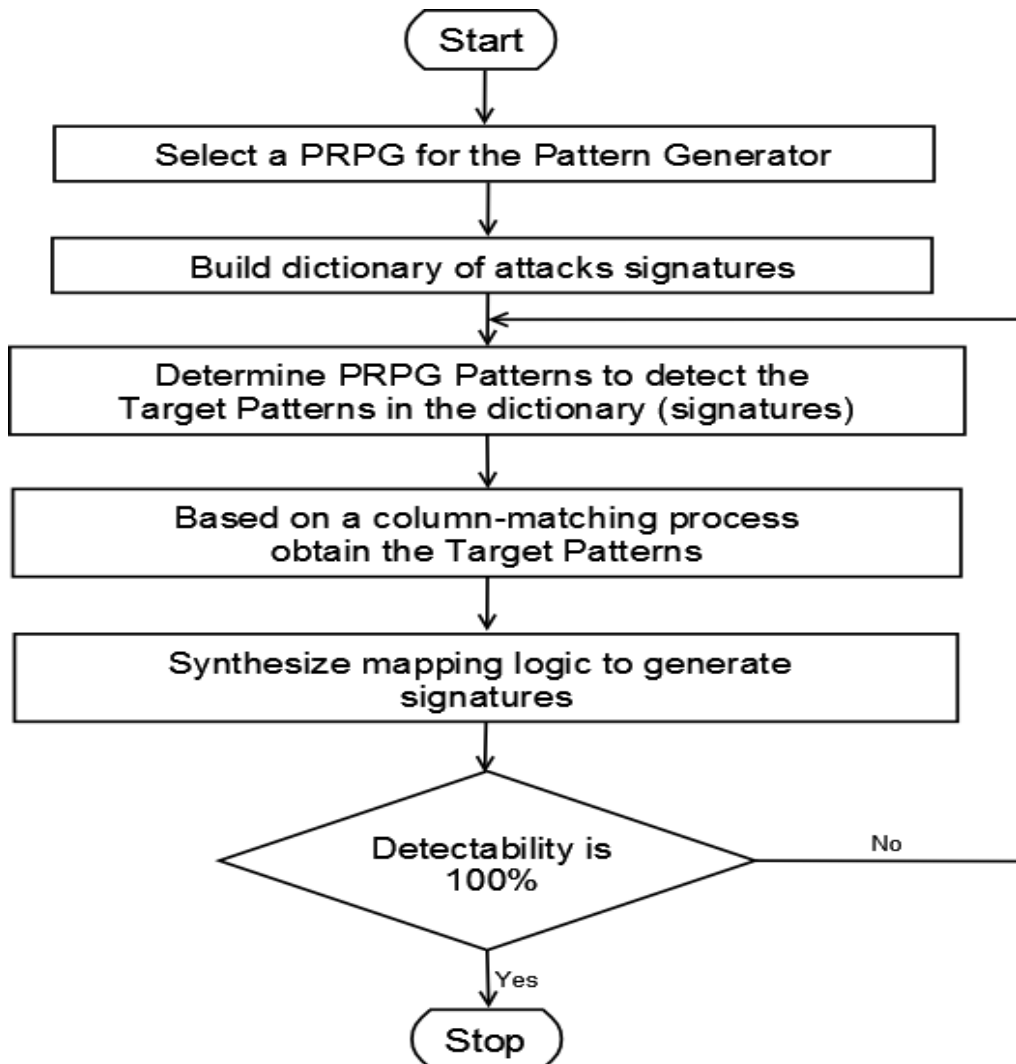 Start
Select a PRPG for the Pattern Generator
Build dictionary of attacks signatures
Determine PRPG Patterns to detect the
Target Patterns in the dictionary (signatures)
Based on a column-matching process
obtain the Target Patterns
Synthesize mapping logic to generate
signatures
Detectability is
100%
No
Yes
Stop